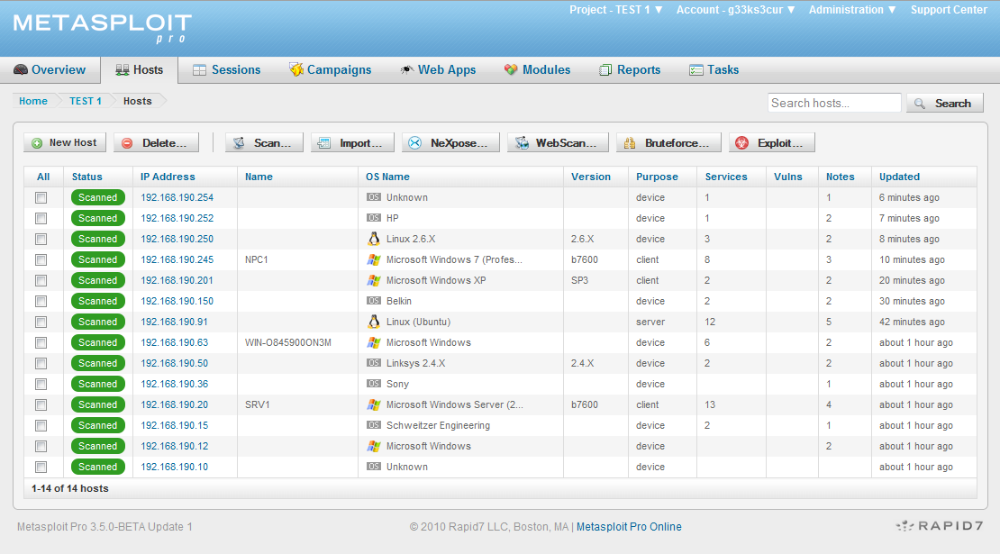 Project - TEST 1 ▼ Account - g33ks3cur ▼ Administration ▼ Support Center
METASPLOIT
pro
Overview Hosts Sessions Campaigns Web Apps Modules Reports Tasks
Home TEST 1 Hosts Search hosts... Search
New Host Delete... Scan... Import... NeXpose... WebScan... Bruteforce... Exploit...
All Status IP Address Name OS Name Version Purpose Services Vulns Notes Updated
Scanned 192.168.190.254 OS Unknown device 1 1 6 minutes ago
Scanned 192.168.190.252 OS HP device 1 2 7 minutes ago
Scanned 192.168.190.250 Linux 2.6.X 2.6.X device 3 2 8 minutes ago
Scanned 192.168.190.245 NPC1 Microsoft Windows 7 (Profes... b7600 client 8 3 10 minutes ago
Scanned 192.168.190.201 Microsoft Windows XP SP3 client 2 2 20 minutes ago
Scanned 192.168.190.150 OS Belkin device 2 2 30 minutes ago
Scanned 192.168.190.91 Linux (Ubuntu) server 12 5 42 minutes ago
Scanned 192.168.190.63 WIN-O845900ON3M Microsoft Windows device 6 2 about 1 hour ago
Scanned 192.168.190.50 OS Linksys 2.4.X 2.4.X device 2 2 about 1 hour ago
Scanned 192.168.190.36 OS Sony device 1 about 1 hour ago
Scanned 192.168.190.20 SRV1 Microsoft Windows Server (2... b7600 client 13 4 about 1 hour ago
Scanned 192.168.190.15 OS Schweitzer Engineering device 2 1 about 1 hour ago
Scanned 192.168.190.12 Microsoft Windows device 2 about 1 hour ago
Scanned 192.168.190.10 OS Unknown device about 1 hour ago
1-14 of 14 hosts
Metasploit Pro 3.5.0-BETA Update 1 © 2010 Rapid7 LLC, Boston, MA | Metasploit Pro Online RAPID7